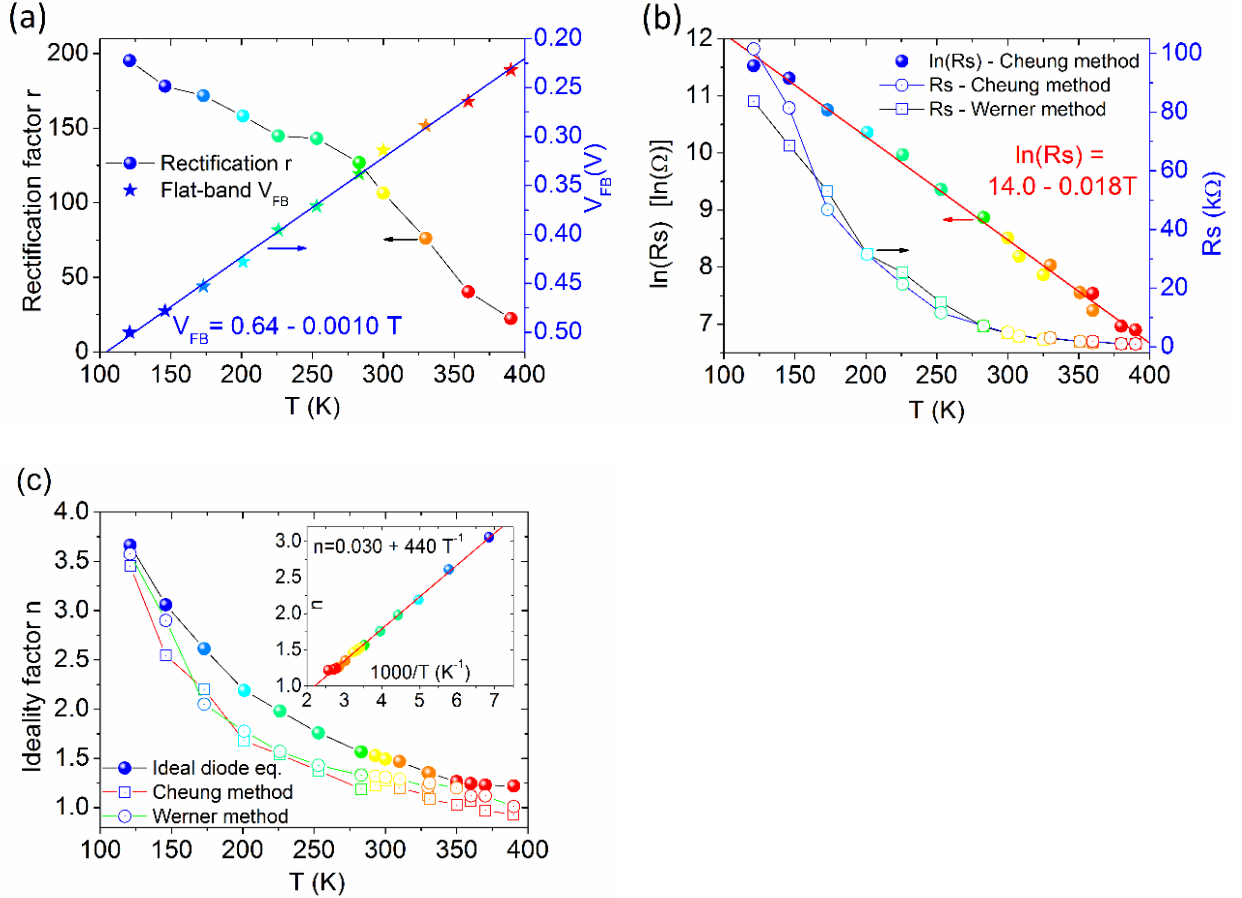 (a)
200
150
100
50
0
Rectification factor r
Rectification r
Flat-band V_FB
V_FB = 0.64 - 0.0010 T
0.20
0.25
0.30
0.35
0.40
0.45
0.50
V_FB (V)
100 150 200 250 300 350 400
T (K)
(b)
12
11
10
9
8
7
ln(Rs) [ln(Ω)]
ln(Rs) - Cheung method
Rs - Cheung method
Rs - Werner method
ln(Rs) =
14.0 - 0.018T
100
80
60
40
20
0
Rs (kΩ)
100 150 200 250 300 350 400
T (K)
(c)
4.0
3.5
3.0
2.5
2.0
1.5
1.0
Ideality factor n
n=0.030 + 440 T⁻¹
3.0
2.5
2.0
1.5
1.0
n
1000/T (K⁻¹)
2 3 4 5 6 7
Ideal diode eq.
Cheung method
Werner method
100 150 200 250 300 350 400
T (K)